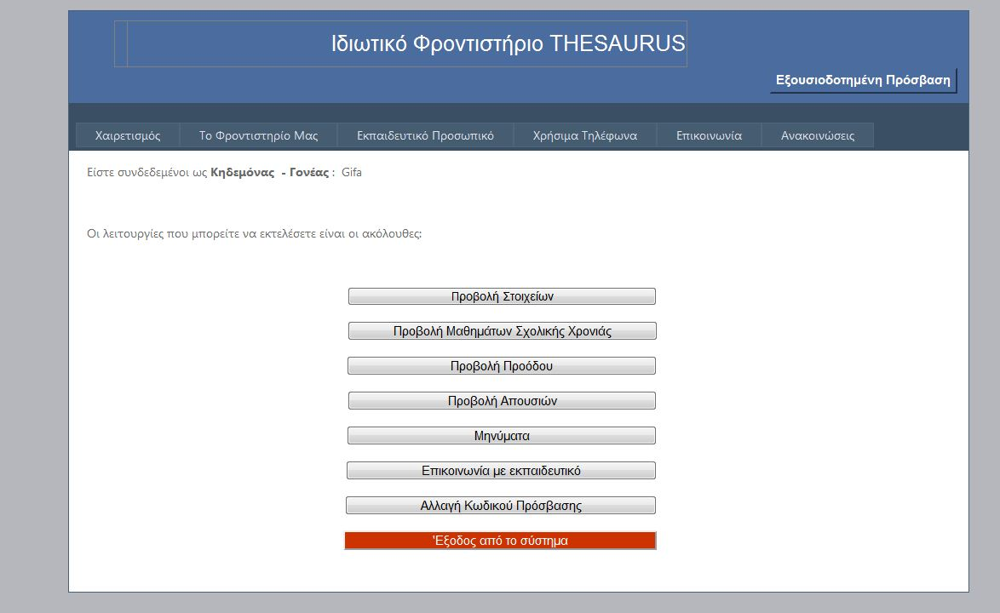 Ιδιωτικό Φροντιστήριο THESAURUS
Εξουσιοδοτημένη Πρόσβαση
Χαιρετισμός Το Φροντιστηρίο Μας Εκπαιδευτικό Προσωπικό Χρήσιμα Τηλέφωνα Επικοινωνία Ανακοινώσεις
Είστε συνδεδεμένοι ως Κηδεμόνας - Γονέας : Gifa
Οι λειτουργίες που μπορείτε να εκτελέσετε είναι οι ακόλουθες:
Προβολή Στοιχείων
Προβολή Μαθημάτων Σχολικής Χρονιάς
Προβολή Προόδου
Προβολή Απουσιών
Μηνύματα
Επικοινωνία με εκπαιδευτικό
Αλλαγή Κωδικού Πρόσβασης
'Εξοδος από το σύστημα